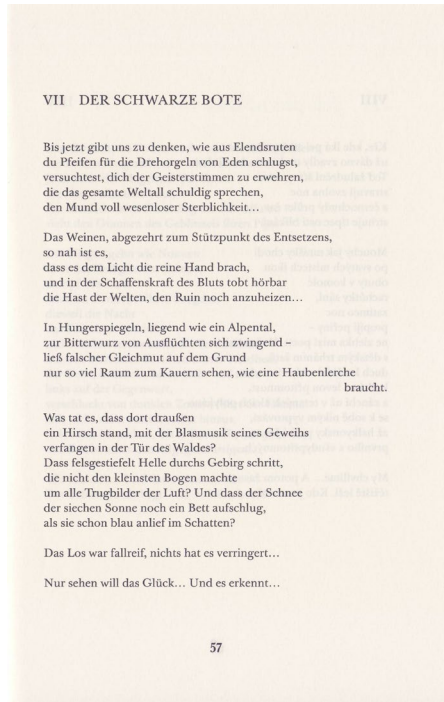 VII | DER SCHWARZE BOTE
Bis jetzt gibt uns zu denken, wie aus Elendsruten
du Pfeifen für die Drehorgeln von Eden schlugst,
versuchtest, dich der Geisterstimmen zu erwehren,
die das gesamte Weltall schuldig sprechen,
den Mund voll wesenloser Sterblichkeit…
Das Weinen, abgezehrt zum Stützpunkt des Entsetzens,
so nah ist es,
dass es dem Licht die reine Hand brach,
und in der Schaffenskraft des Bluts tobt hörbar
die Hast der Welten, den Ruin noch anzuheizen…
In Hungerspiegeln, liegend wie ein Alpental,
zur Bitterwurz von Ausflüchten sich zwingend –
ließ falscher Gleichmut auf dem Grund
nur so viel Raum zum Kauern sehen, wie eine Haubenlerche
braucht.
Was tat es, dass dort draußen
ein Hirsch stand, mit der Blasmusik seines Geweihs
verfangen in der Tür des Waldes?
Dass felsgestiefelt Helle durchs Gebirg schritt,
die nicht den kleinsten Bogen machte
um alle Trugbilder der Luft? Und dass der Schnee
der siechen Sonne noch ein Bett aufschlug,
als sie schon blau anlief im Schatten?
Das Los war fallreif, nichts hat es verringert…
Nur sehen will das Glück… Und es erkennt…
57